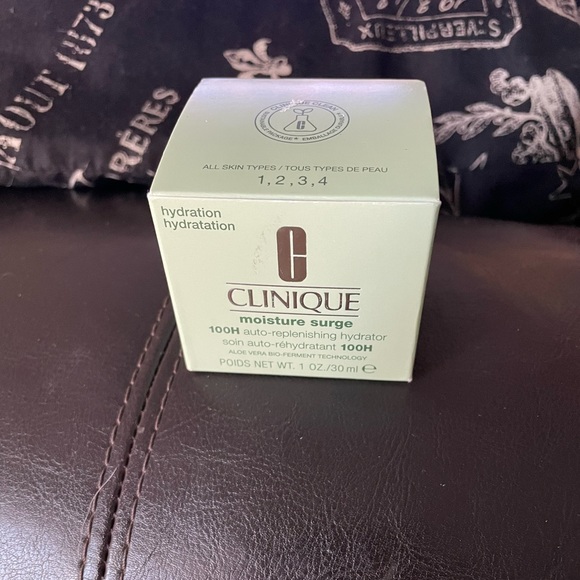 AOUT 1873
FRÈRES
ALL SKIN TYPES / TOUS TYPES DE PEAU
1, 2, 3, 4
hydration
hydratation
C
CLINIQUE
moisture surge
100H auto-replenishing hydrator
soin auto-réhydratant 100H
ALOE VERA BIO-FERMENT TECHNOLOGY
POIDS NET WT. 1 OZ./30 ml ℮